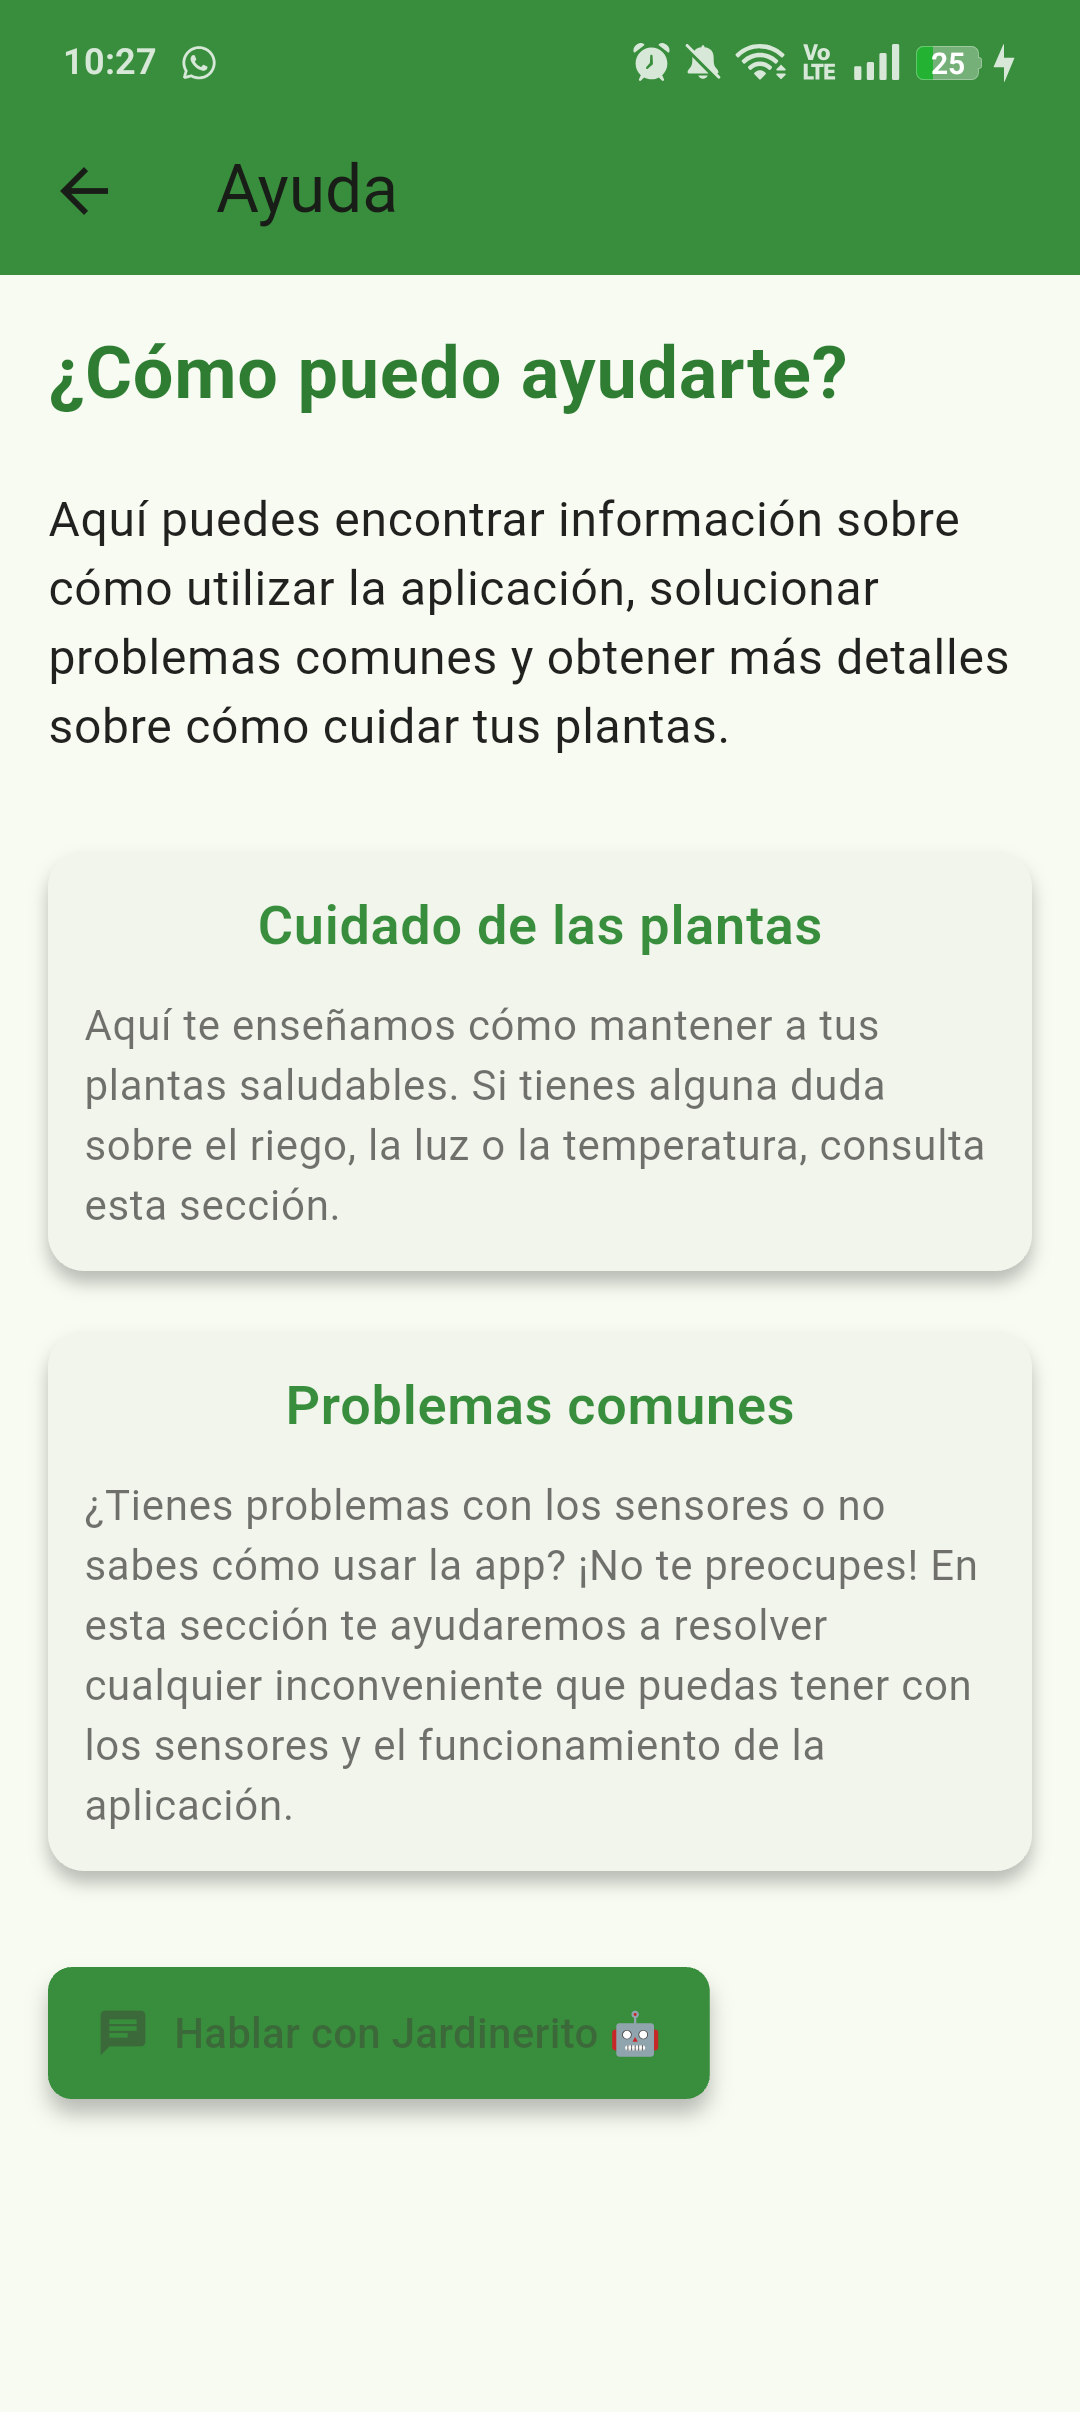 10:27
Vo
LTE
25
Ayuda
¿Cómo puedo ayudarte?
Aquí puedes encontrar información sobre
cómo utilizar la aplicación, solucionar
problemas comunes y obtener más detalles
sobre cómo cuidar tus plantas.
Cuidado de las plantas
Aquí te enseñamos cómo mantener a tus
plantas saludables. Si tienes alguna duda
sobre el riego, la luz o la temperatura, consulta
esta sección.
Problemas comunes
¿Tienes problemas con los sensores o no
sabes cómo usar la app? ¡No te preocupes! En
esta sección te ayudaremos a resolver
cualquier inconveniente que puedas tener con
los sensores y el funcionamiento de la
aplicación.
Hablar con Jardinerito 🤖